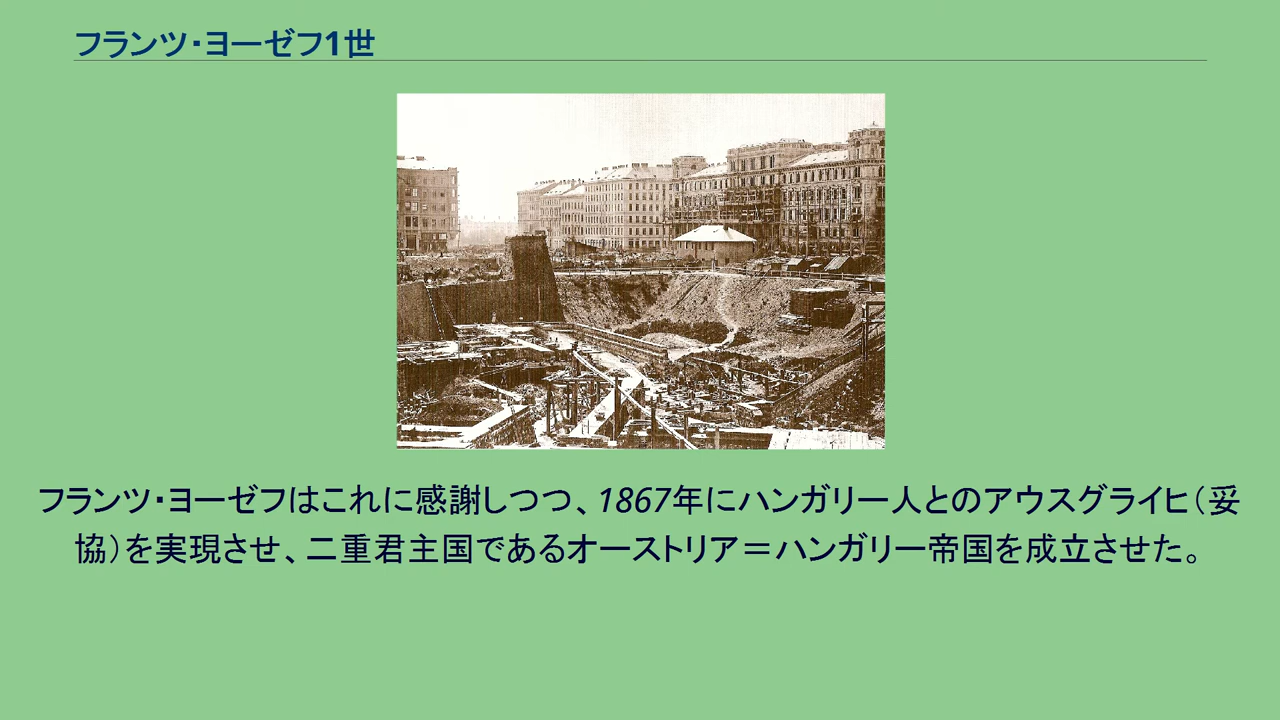 フランツ・ヨーゼフ1世
フランツ・ヨーゼフはこれに感謝しつつ、1867年にハンガリー人とのアウスグライヒ（妥
協）を実現させ、二重君主国であるオーストリア＝ハンガリー帝国を成立させた。